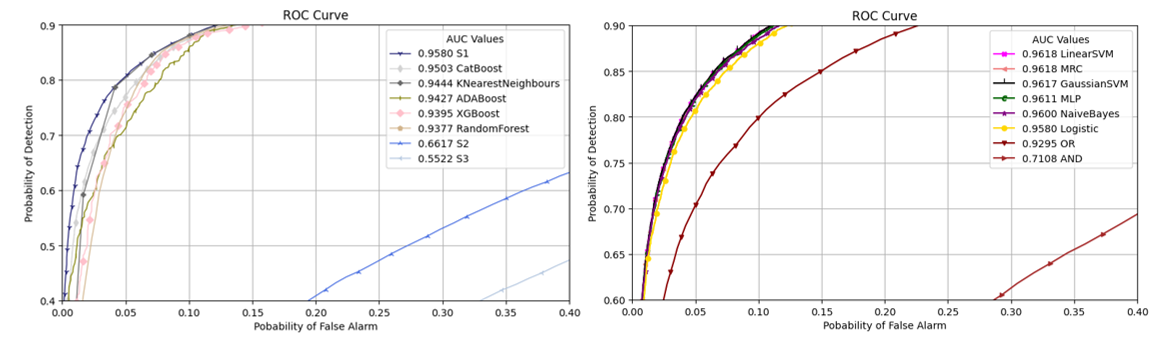 ROC Curve
0.9
0.8
0.7
0.6
0.5
0.4
Probability of Detection
AUC Values
0.9580 S1
0.9503 CatBoost
0.9444 KNearestNeighbours
0.9427 ADABoost
0.9395 XGBoost
0.9377 RandomForest
0.6617 S2
0.5522 S3
0.00 0.05 0.10 0.15 0.20 0.25 0.30 0.35 0.40
Pobability of False Alarm
ROC Curve
0.90
0.85
0.80
0.75
0.70
0.65
0.60
Probability of Detection
AUC Values
0.9618 LinearSVM
0.9618 MRC
0.9617 GaussianSVM
0.9611 MLP
0.9600 NaiveBayes
0.9580 Logistic
0.9295 OR
0.7108 AND
0.00 0.05 0.10 0.15 0.20 0.25 0.30 0.35 0.40
Pobability of False Alarm